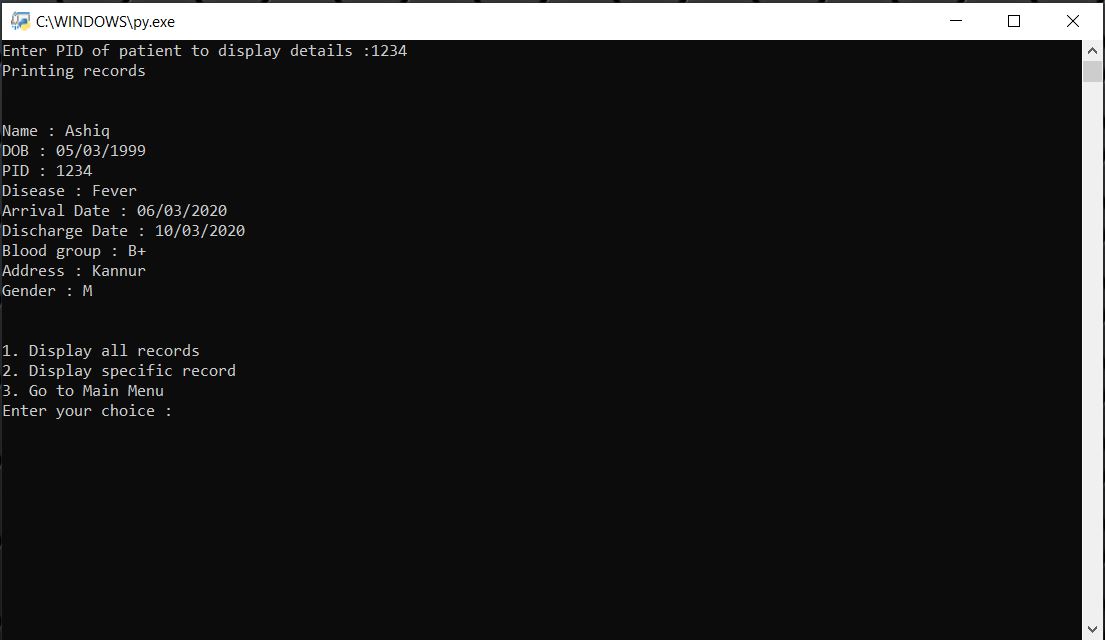 C:\WINDOWS\py.exe
Enter PID of patient to display details :1234
Printing records
Name : Ashiq
DOB : 05/03/1999
PID : 1234
Disease : Fever
Arrival Date : 06/03/2020
Discharge Date : 10/03/2020
Blood group : B+
Address : Kannur
Gender : M
1. Display all records
2. Display specific record
3. Go to Main Menu
Enter your choice :